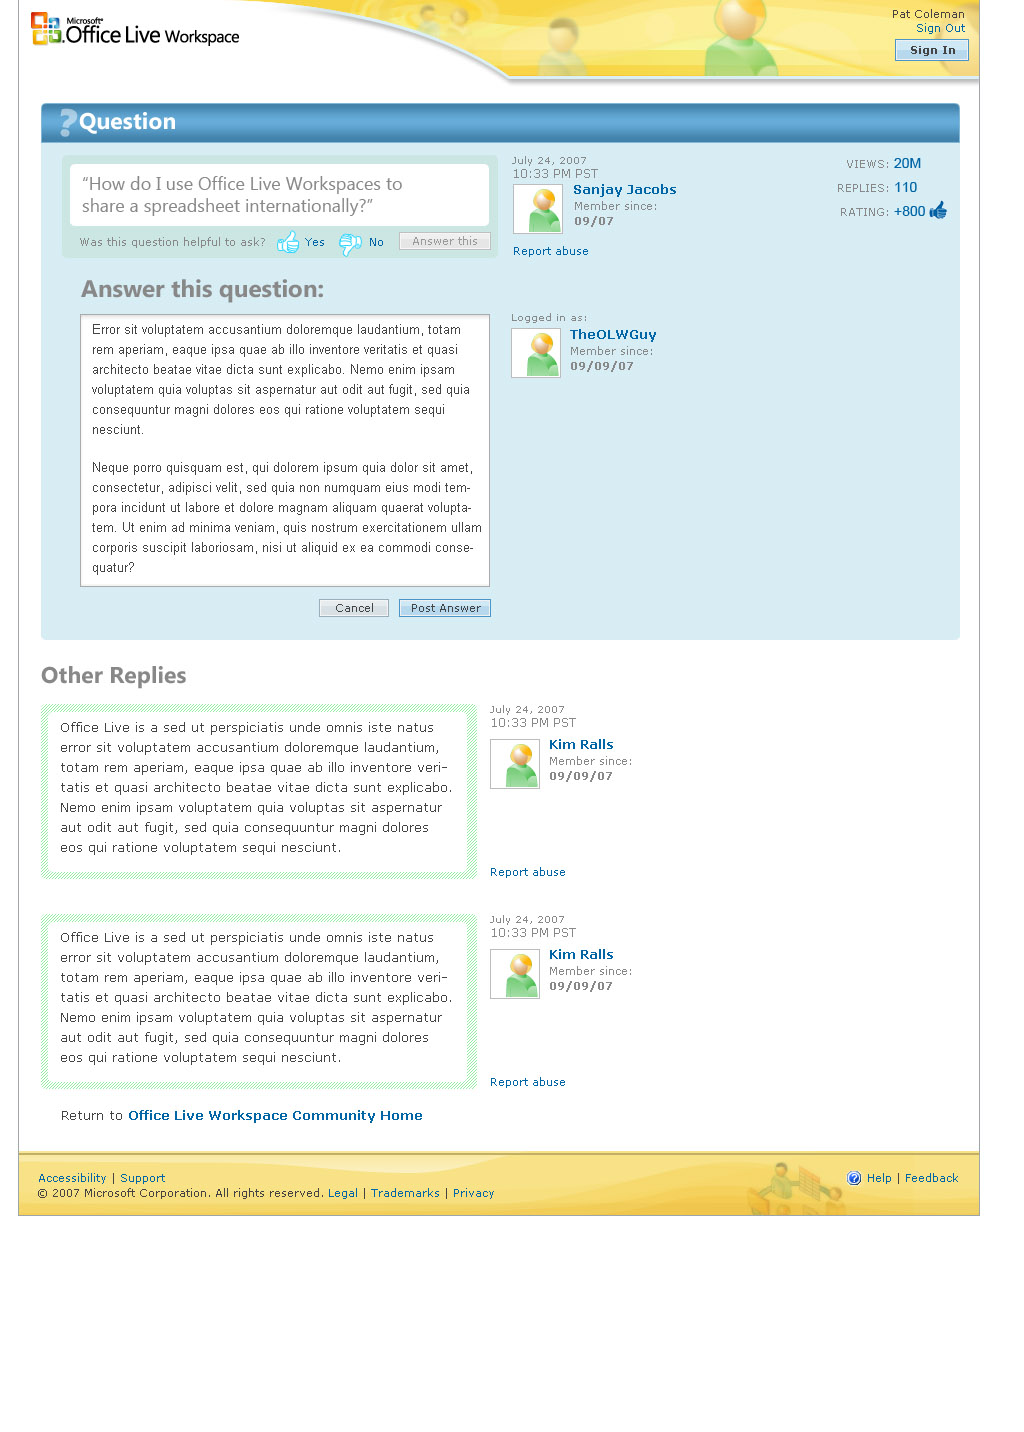 Pat Coleman
Sign Out
Sign In
Microsoft®
Office Live Workspace
?Question
“How do I use Office Live Workspaces to
share a spreadsheet internationally?”
Was this question helpful to ask? Yes No Answer this
July 24, 2007
10:33 PM PST
Sanjay Jacobs
Member since:
09/07
Report abuse
VIEWS: 20M
REPLIES: 110
RATING: +800
Answer this question:
Error sit voluptatem accusantium doloremque laudantium, totam
rem aperiam, eaque ipsa quae ab illo inventore veritatis et quasi
architecto beatae vitae dicta sunt explicabo. Nemo enim ipsam
voluptatem quia voluptas sit aspernatur aut odit aut fugit, sed quia
consequuntur magni dolores eos qui ratione voluptatem sequi
nesciunt.
Neque porro quisquam est, qui dolorem ipsum quia dolor sit amet,
consectetur, adipisci velit, sed quia non numquam eius modi tem-
pora incidunt ut labore et dolore magnam aliquam quaerat volupta-
tem. Ut enim ad minima veniam, quis nostrum exercitationem ullam
corporis suscipit laboriosam, nisi ut aliquid ex ea commodi conse-
quatur?
Logged in as:
TheOLWGuy
Member since:
09/09/07
Cancel Post Answer
Other Replies
Office Live is a sed ut perspiciatis unde omnis iste natus
error sit voluptatem accusantium doloremque laudantium,
totam rem aperiam, eaque ipsa quae ab illo inventore veri-
tatis et quasi architecto beatae vitae dicta sunt explicabo.
Nemo enim ipsam voluptatem quia voluptas sit aspernatur
aut odit aut fugit, sed quia consequuntur magni dolores
eos qui ratione voluptatem sequi nesciunt.
July 24, 2007
10:33 PM PST
Kim Ralls
Member since:
09/09/07
Report abuse
Office Live is a sed ut perspiciatis unde omnis iste natus
error sit voluptatem accusantium doloremque laudantium,
totam rem aperiam, eaque ipsa quae ab illo inventore veri-
tatis et quasi architecto beatae vitae dicta sunt explicabo.
Nemo enim ipsam voluptatem quia voluptas sit aspernatur
aut odit aut fugit, sed quia consequuntur magni dolores
eos qui ratione voluptatem sequi nesciunt.
July 24, 2007
10:33 PM PST
Kim Ralls
Member since:
09/09/07
Report abuse
Return to Office Live Workspace Community Home
Accessibility | Support
© 2007 Microsoft Corporation. All rights reserved. Legal | Trademarks | Privacy
? Help | Feedback